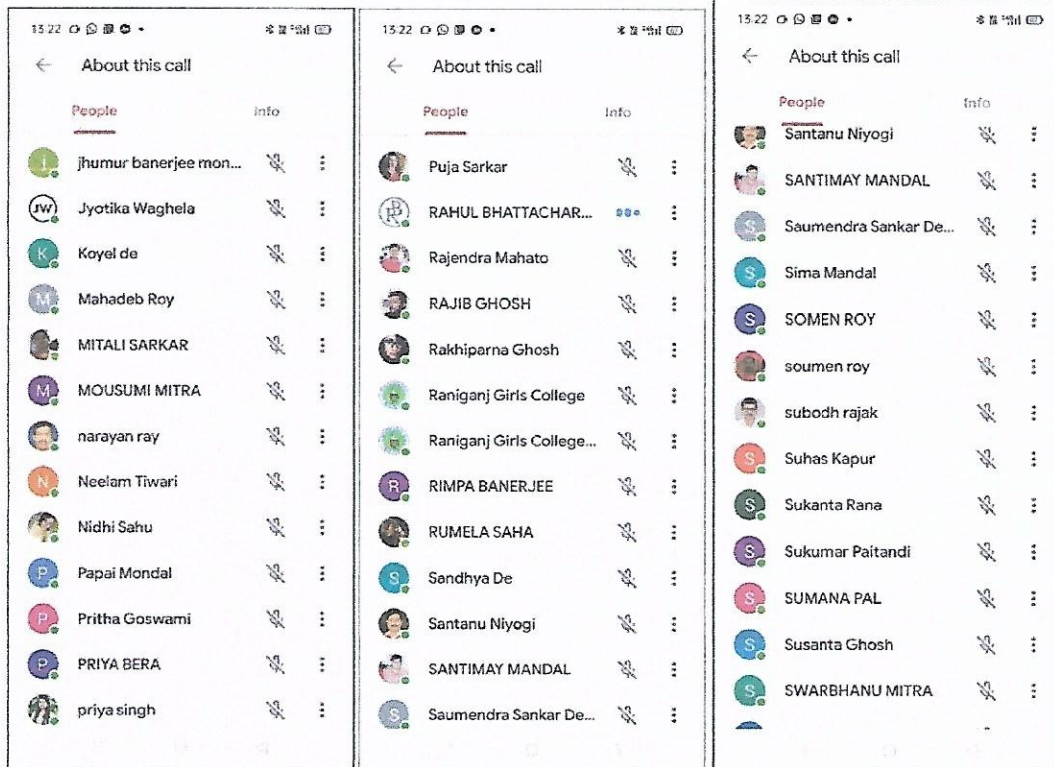 13:22
About this call
People Info
jhumur banerjee mon...
JW Jyotika Waghela
K Koyel de
M Mahadeb Roy
MITALI SARKAR
M MOUSUMI MITRA
narayan ray
N Neelam Tiwari
Nidhi Sahu
P Papai Mondal
P Pritha Goswami
P PRIYA BERA
priya singh
13:22
About this call
People Info
Puja Sarkar
RAHUL BHATTACHAR...
Rajendra Mahato
RAJIB GHOSH
Rakhiparna Ghosh
Raniganj Girls College
Raniganj Girls College...
R RIMPA BANERJEE
RUMELA SAHA
S Sandhya De
Santanu Niyogi
SANTIMAY MANDAL
S Saumendra Sankar De...
13:22
About this call
People Info
Santanu Niyogi
SANTIMAY MANDAL
S Saumendra Sankar De...
S Sima Mandal
S SOMEN ROY
soumen roy
subodh rajak
S Suhas Kapur
S Sukanta Rana
S Sukumar Paitandi
S SUMANA PAL
S Susanta Ghosh
S SWARBHANU MITRA